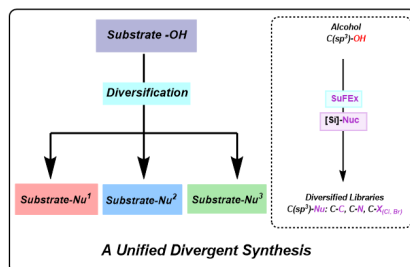 Substrate -OH
Diversification
Substrate-Nu¹
Substrate-Nu²
Substrate-Nu³
Alcohol
C(sp³)-OH
SuFEx
[Si]-Nuc
Diversified Libraries
C(sp³)-Nu: C-C, C-N, C-X(Cl, Br)
A Unified Divergent Synthesis